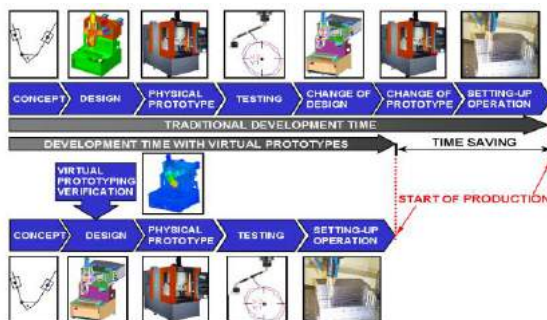 CONCEPT
DESIGN
PHYSICAL
PROTOTYPE
TESTING
CHANGE OF
DESIGN
CHANGE OF
PROTOTYPE
SETTING-UP
OPERATION
TRADITIONAL DEVELOPMENT TIME
DEVELOPMENT TIME WITH VIRTUAL PROTOTYPES
TIME SAVING
VIRTUAL
PROTOTYPING
VERIFICATION
START OF PRODUCTION
CONCEPT
DESIGN
PHYSICAL
PROTOTYPE
TESTING
SETTING-UP
OPERATION